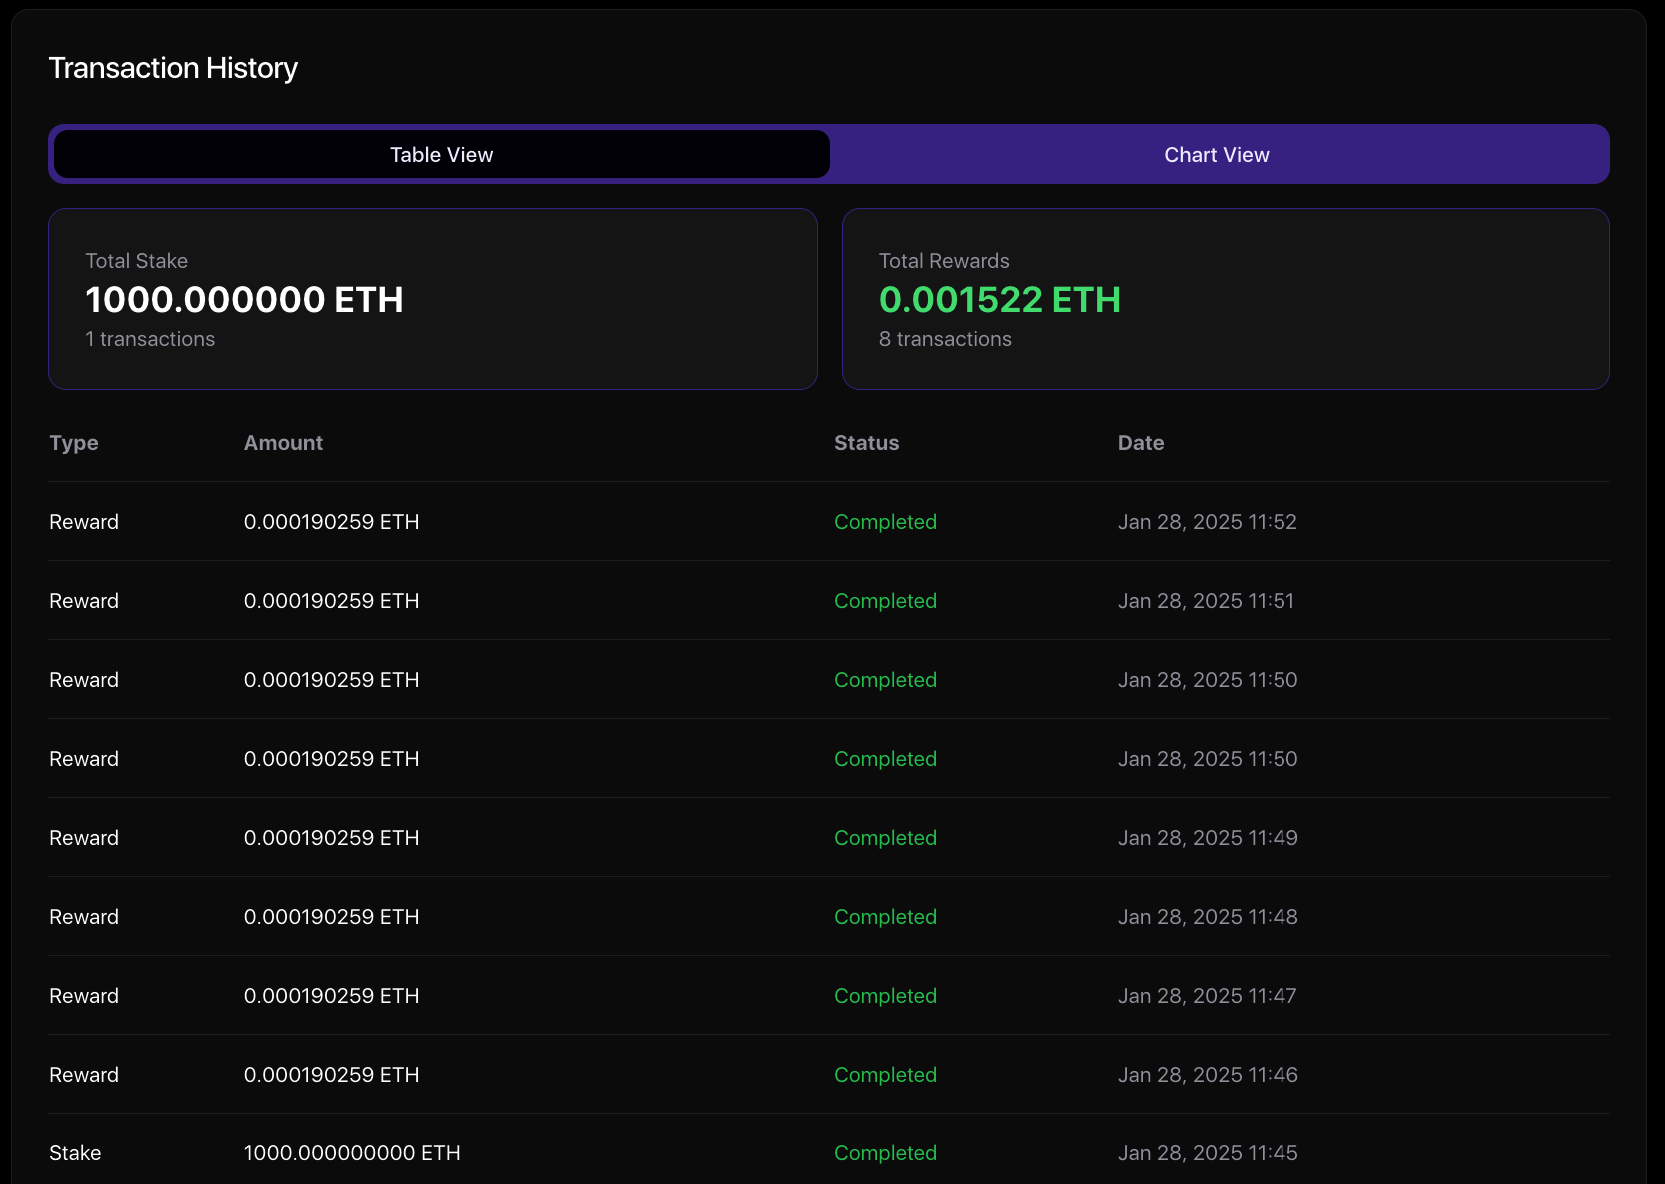 Transaction History
Table View Chart View
Total Stake
1000.000000 ETH
1 transactions
Total Rewards
0.001522 ETH
8 transactions
Type Amount Status Date
Reward 0.000190259 ETH Completed Jan 28, 2025 11:52
Reward 0.000190259 ETH Completed Jan 28, 2025 11:51
Reward 0.000190259 ETH Completed Jan 28, 2025 11:50
Reward 0.000190259 ETH Completed Jan 28, 2025 11:50
Reward 0.000190259 ETH Completed Jan 28, 2025 11:49
Reward 0.000190259 ETH Completed Jan 28, 2025 11:48
Reward 0.000190259 ETH Completed Jan 28, 2025 11:47
Reward 0.000190259 ETH Completed Jan 28, 2025 11:46
Stake 1000.000000000 ETH Completed Jan 28, 2025 11:45